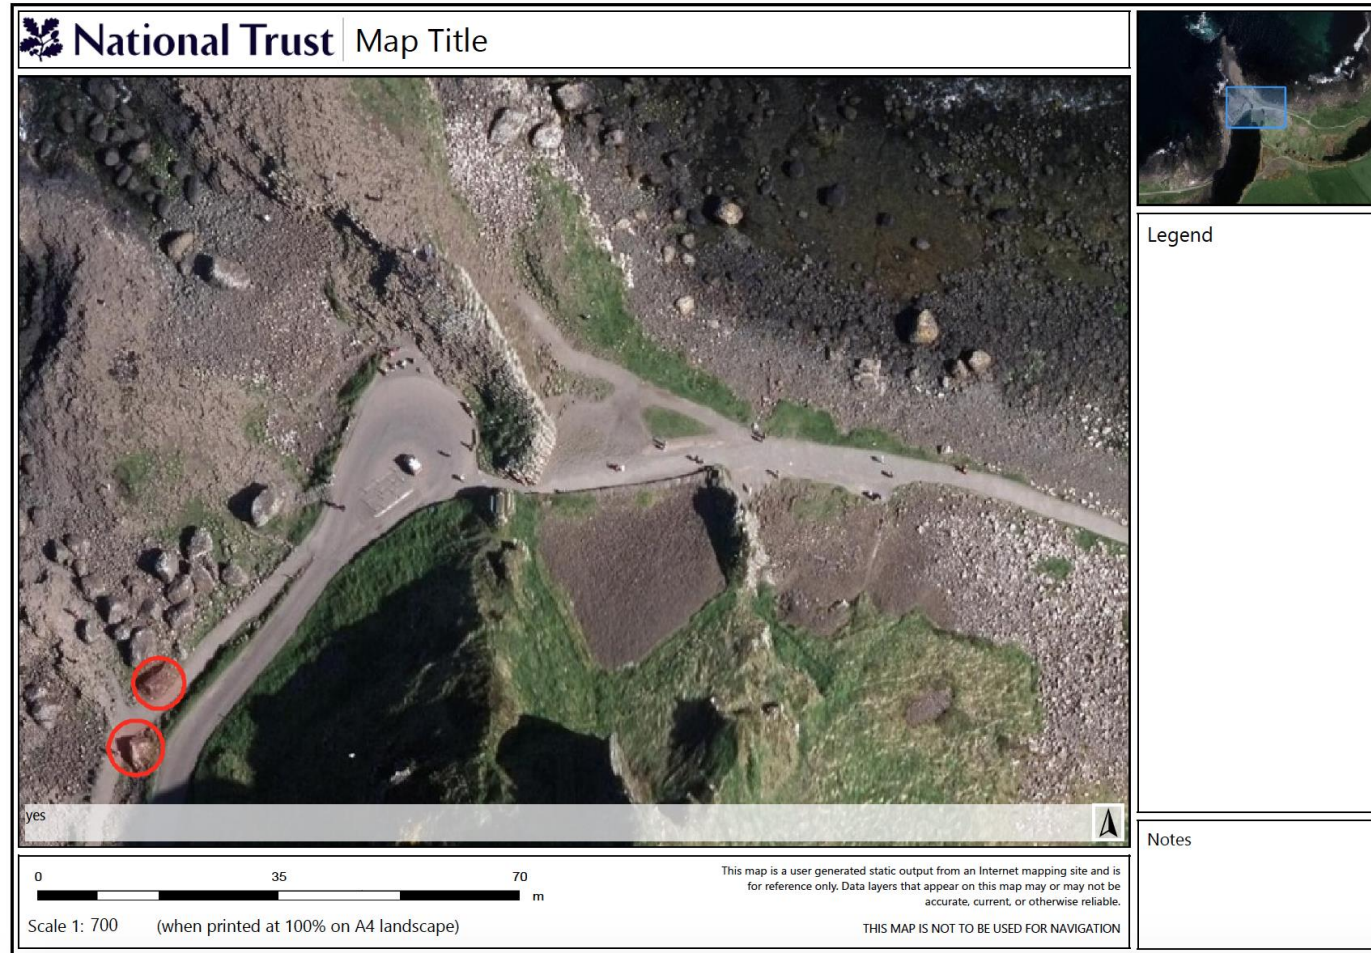 National Trust Map Title
Legend
yes
Notes
0 35 70
m
Scale 1: 700 (when printed at 100% on A4 landscape)
This map is a user generated static output from an Internet mapping site and is
for reference only. Data layers that appear on this map may or may not be
accurate, current, or otherwise reliable.
THIS MAP IS NOT TO BE USED FOR NAVIGATION